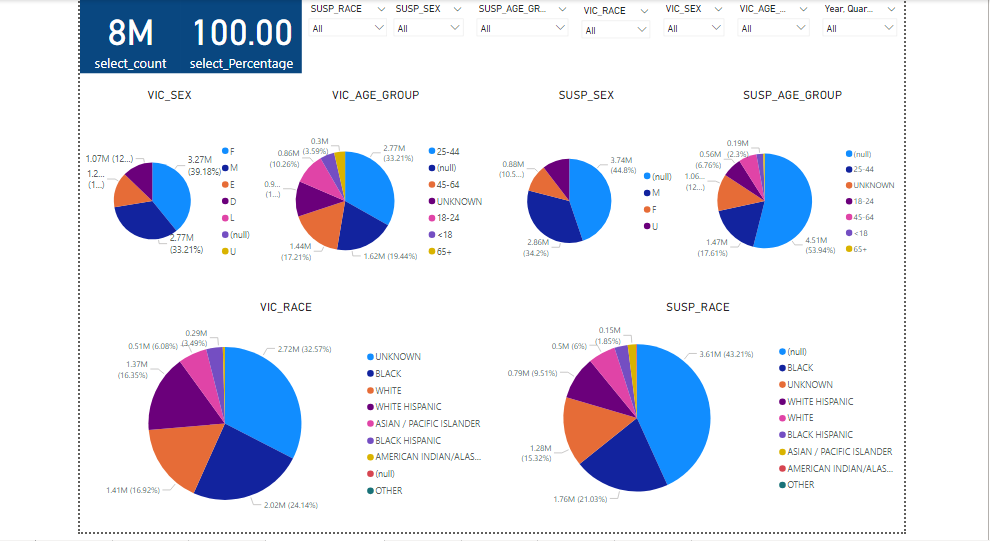 SUSP_RACE SUSP_SEX SUSP_AGE_GR... VIC_RACE VIC_SEX VIC_AGE_... Year. Quar...
All All All All All All All
8M 100.00
select_count select_Percentage
VIC_SEX
1.07M (12...)
3.27M
(39.18%)
1.2...
(1...)
2.77M
(33.21%)
F
M
E
D
L
(null)
U
VIC_AGE_GROUP
0.3M
(3.59%)
0.86M
(10.26%)
2.77M
(33.21%)
0.9...
(1...)
1.44M
(17.21%)
1.62M (19.44%)
25-44
(null)
45-64
UNKNOWN
18-24
<18
65+
SUSP_SEX
0.88M
(10.5...)
3.74M
(44.8%)
2.86M
(34.2%)
(null)
M
F
U
SUSP_AGE_GROUP
0.19M
(2.3%)
0.56M
(6.76%)
1.06...
(12...)
1.47M
(17.61%)
4.51M
(53.94%)
(null)
25-44
UNKNOWN
18-24
45-64
<18
65+
VIC_RACE
0.29M
(3.49%)
0.51M (6.08%)
2.72M (32.57%)
1.37M
(16.35%)
1.41M (16.92%)
2.02M (24.14%)
UNKNOWN
BLACK
WHITE
WHITE HISPANIC
ASIAN / PACIFIC ISLANDER
BLACK HISPANIC
AMERICAN INDIAN/ALAS...
(null)
OTHER
SUSP_RACE
0.15M
(1.85%)
0.5M (6%)
3.61M (43.21%)
0.79M (9.51%)
1.28M
(15.32%)
1.76M (21.03%)
(null)
BLACK
UNKNOWN
WHITE HISPANIC
WHITE
BLACK HISPANIC
ASIAN / PACIFIC ISLANDER
AMERICAN INDIAN/ALAS...
OTHER